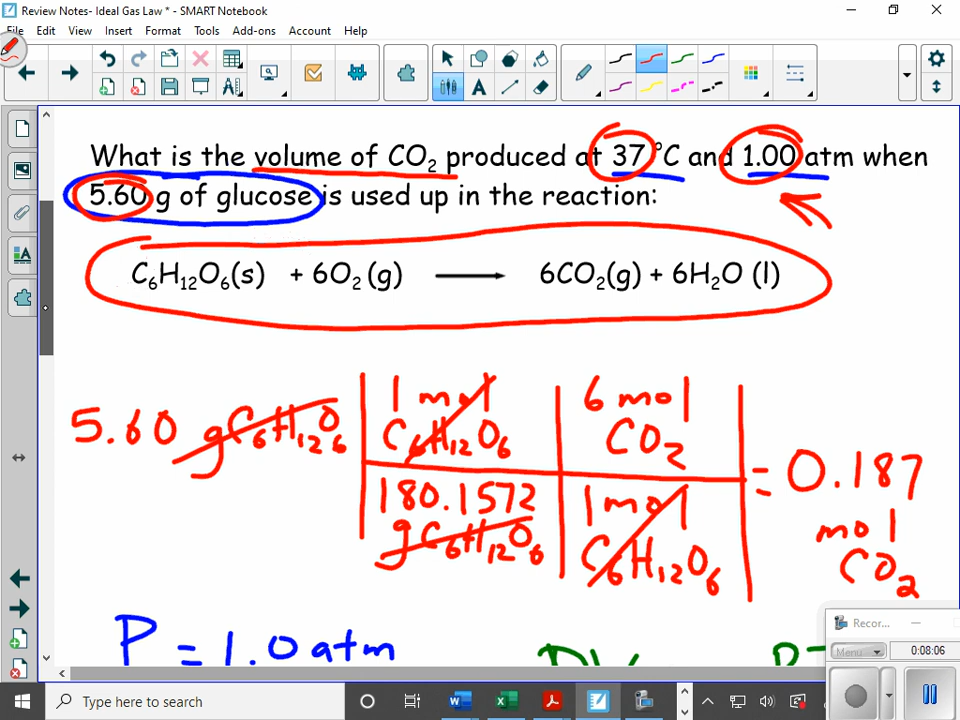 Review Notes- Ideal Gas Law * - SMART Notebook
File Edit View Insert Format Tools Add-ons Account Help
What is the volume of CO₂ produced at 37 °C and 1.00 atm when
5.60 g of glucose is used up in the reaction:
C₆H₁₂O₆(s) + 6O₂ (g) ⟶ 6CO₂(g) + 6H₂O (l)
1 mol 6 mol
5.60 g C₆H₁₂O₆ C₆H₁₂O₆ CO₂ = 0.187
180.1572 1 mol mol
g C₆H₁₂O₆ C₆H₁₂O₆ CO₂
P = 1.0 atm
Recor...
Menu
0:08:06
Type here to search